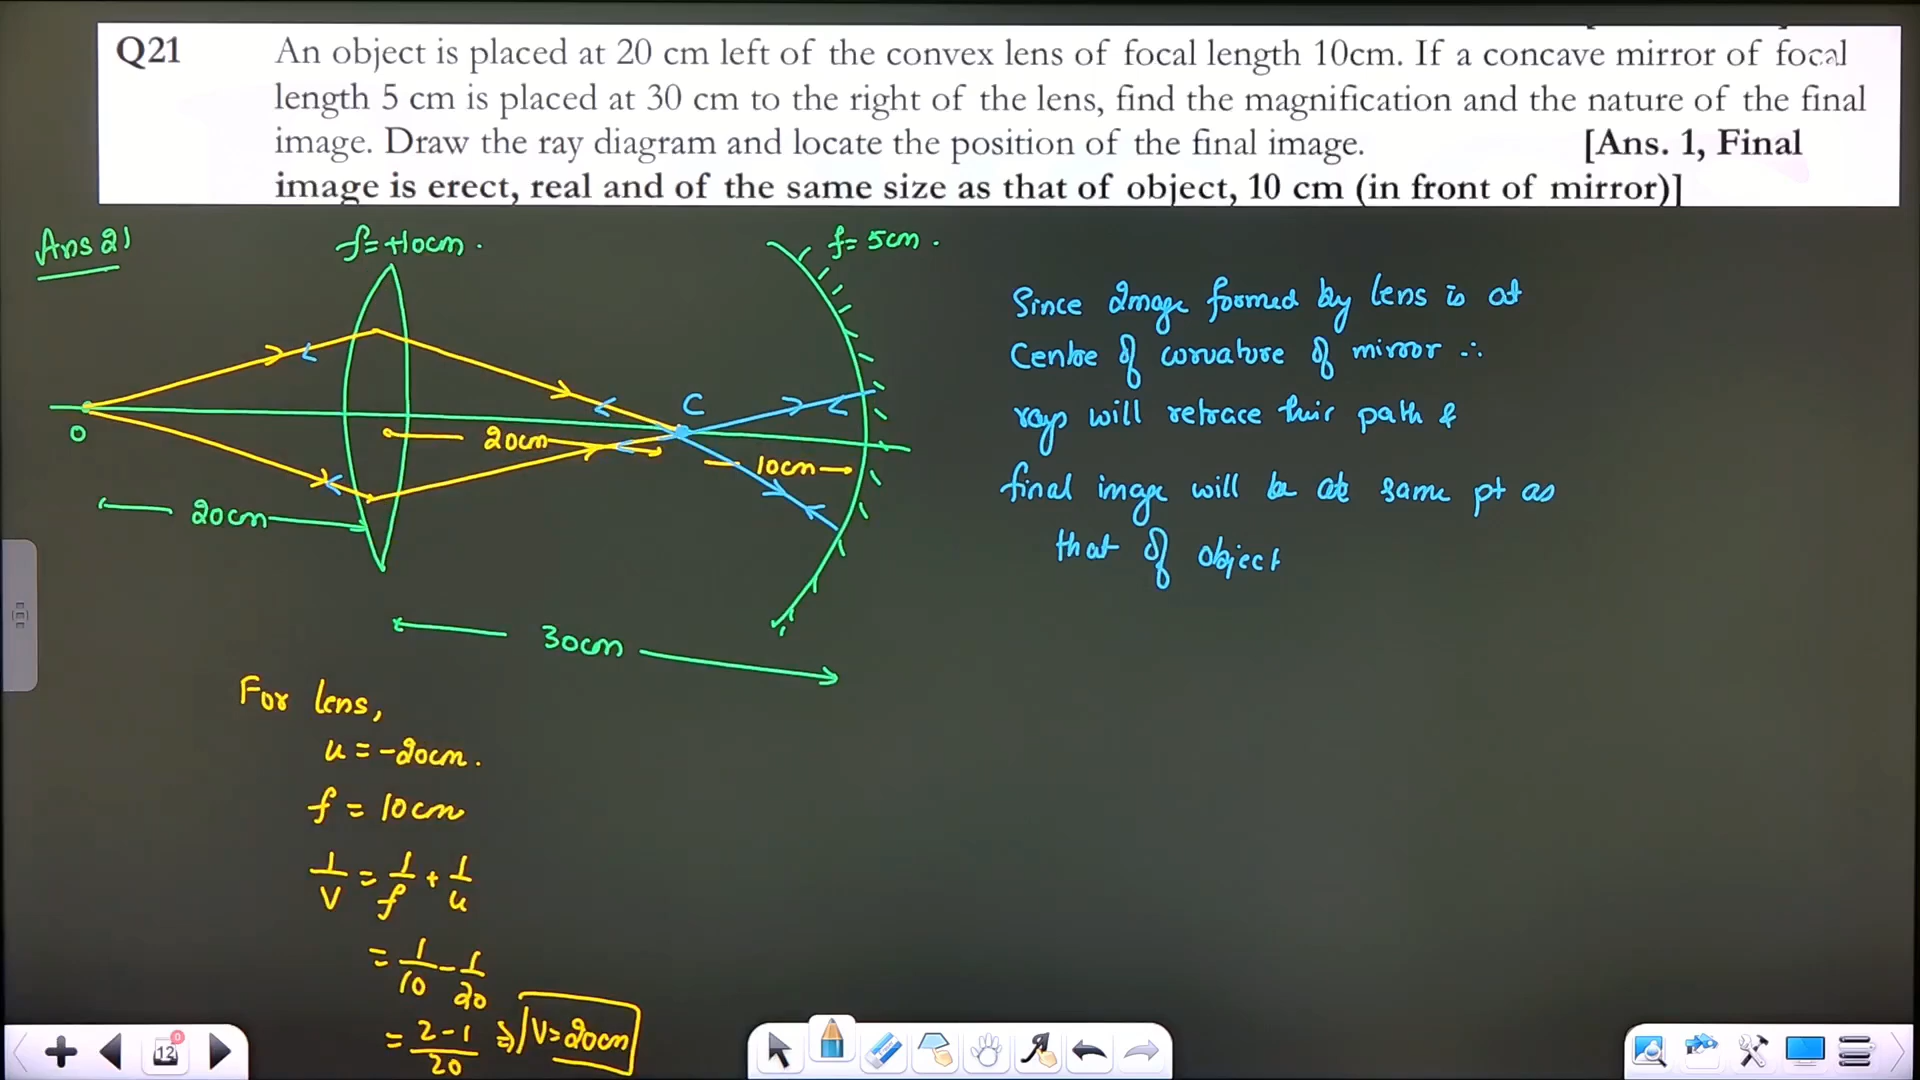 Q21 An object is placed at 20 cm left of the convex lens of focal length 10cm. If a concave mirror of focal
length 5 cm is placed at 30 cm to the right of the lens, find the magnification and the nature of the final
image. Draw the ray diagram and locate the position of the final image. [Ans. 1, Final
image is erect, real and of the same size as that of object, 10 cm (in front of mirror)]
Ans 21
f=+10cm.
f= 5cm.
O
C
20cm
10cm
20cm
30cm
Since Image formed by lens is at
Centre of curvature of mirror ∴
rays will retrace their path &
final image will be at same pt as
that of object
For lens,
u = -20cm.
f = 10cm
1/v = 1/f + 1/u
= 1/10 - 1/20
= 2-1/20 ⇒ V=20cm
12
0